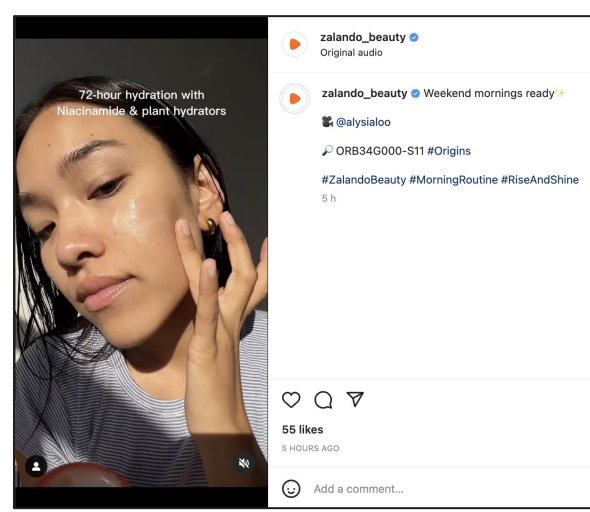 72-hour hydration with
Niacinamide & plant hydrators
zalando_beauty
Original audio
zalando_beauty Weekend mornings ready✨
🎥 @alysialoo
🔎 ORB34G000-S11 #Origins
#ZalandoBeauty #MorningRoutine #RiseAndShine
5 h
55 likes
5 HOURS AGO
Add a comment...